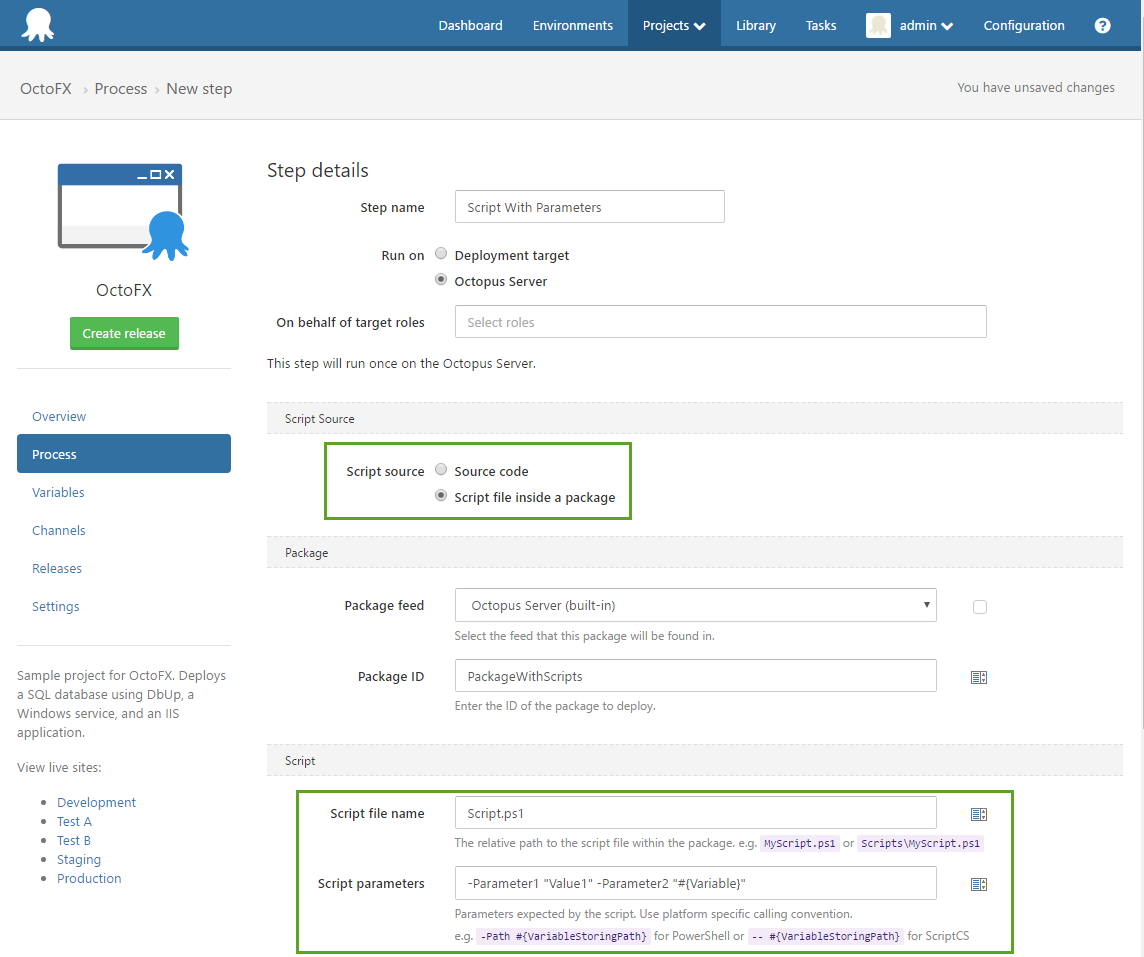 Dashboard Environments Projects Library Tasks admin Configuration ?
OctoFX › Process › New step You have unsaved changes
OctoFX
Create release
Overview
Process
Variables
Channels
Releases
Settings
Sample project for OctoFX. Deploys
a SQL database using DbUp, a
Windows service, and an IIS
application.
View live sites:
• Development
• Test A
• Test B
• Staging
• Production
Step details
Step name Script With Parameters
Run on Deployment target
Octopus Server
On behalf of target roles Select roles
This step will run once on the Octopus Server.
Script Source
Script source Source code
Script file inside a package
Package
Package feed Octopus Server (built-in)
Select the feed that this package will be found in.
Package ID PackageWithScripts
Enter the ID of the package to deploy.
Script
Script file name Script.ps1
The relative path to the script file within the package. e.g. MyScript.ps1 or Scripts\MyScript.ps1
Script parameters -Parameter1 "Value1" -Parameter2 "#{Variable}"
Parameters expected by the script. Use platform specific calling convention.
e.g. -Path #{VariableStoringPath} for PowerShell or -- #{VariableStoringPath} for ScriptCS